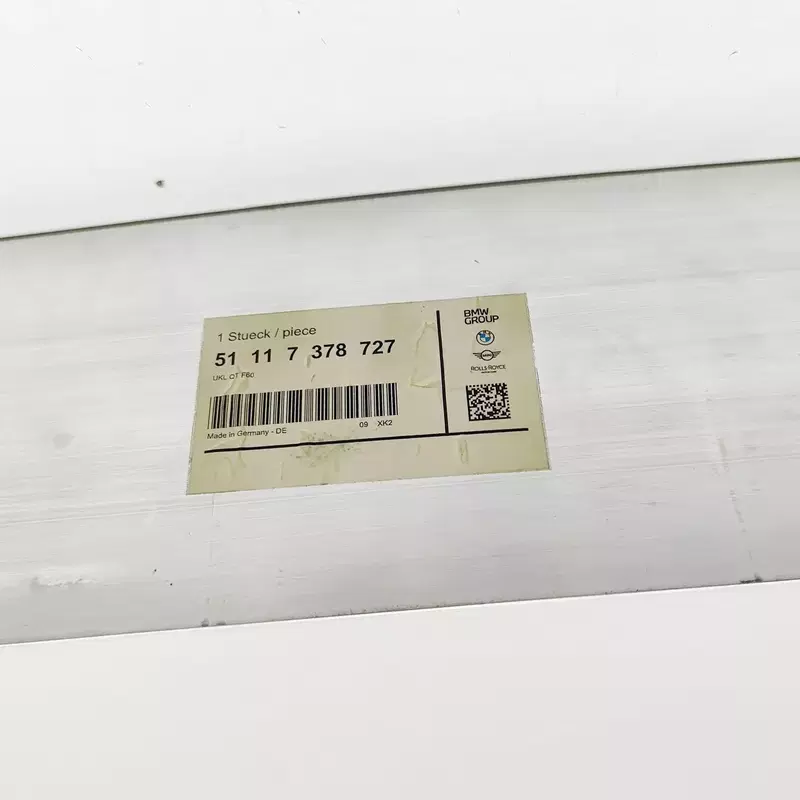 1 Stueck / piece
51 11 7 378 727
UKL QT F60
Made In Germany - DE
09 XK2
BMW
GROUP
ROLLS-ROYCE